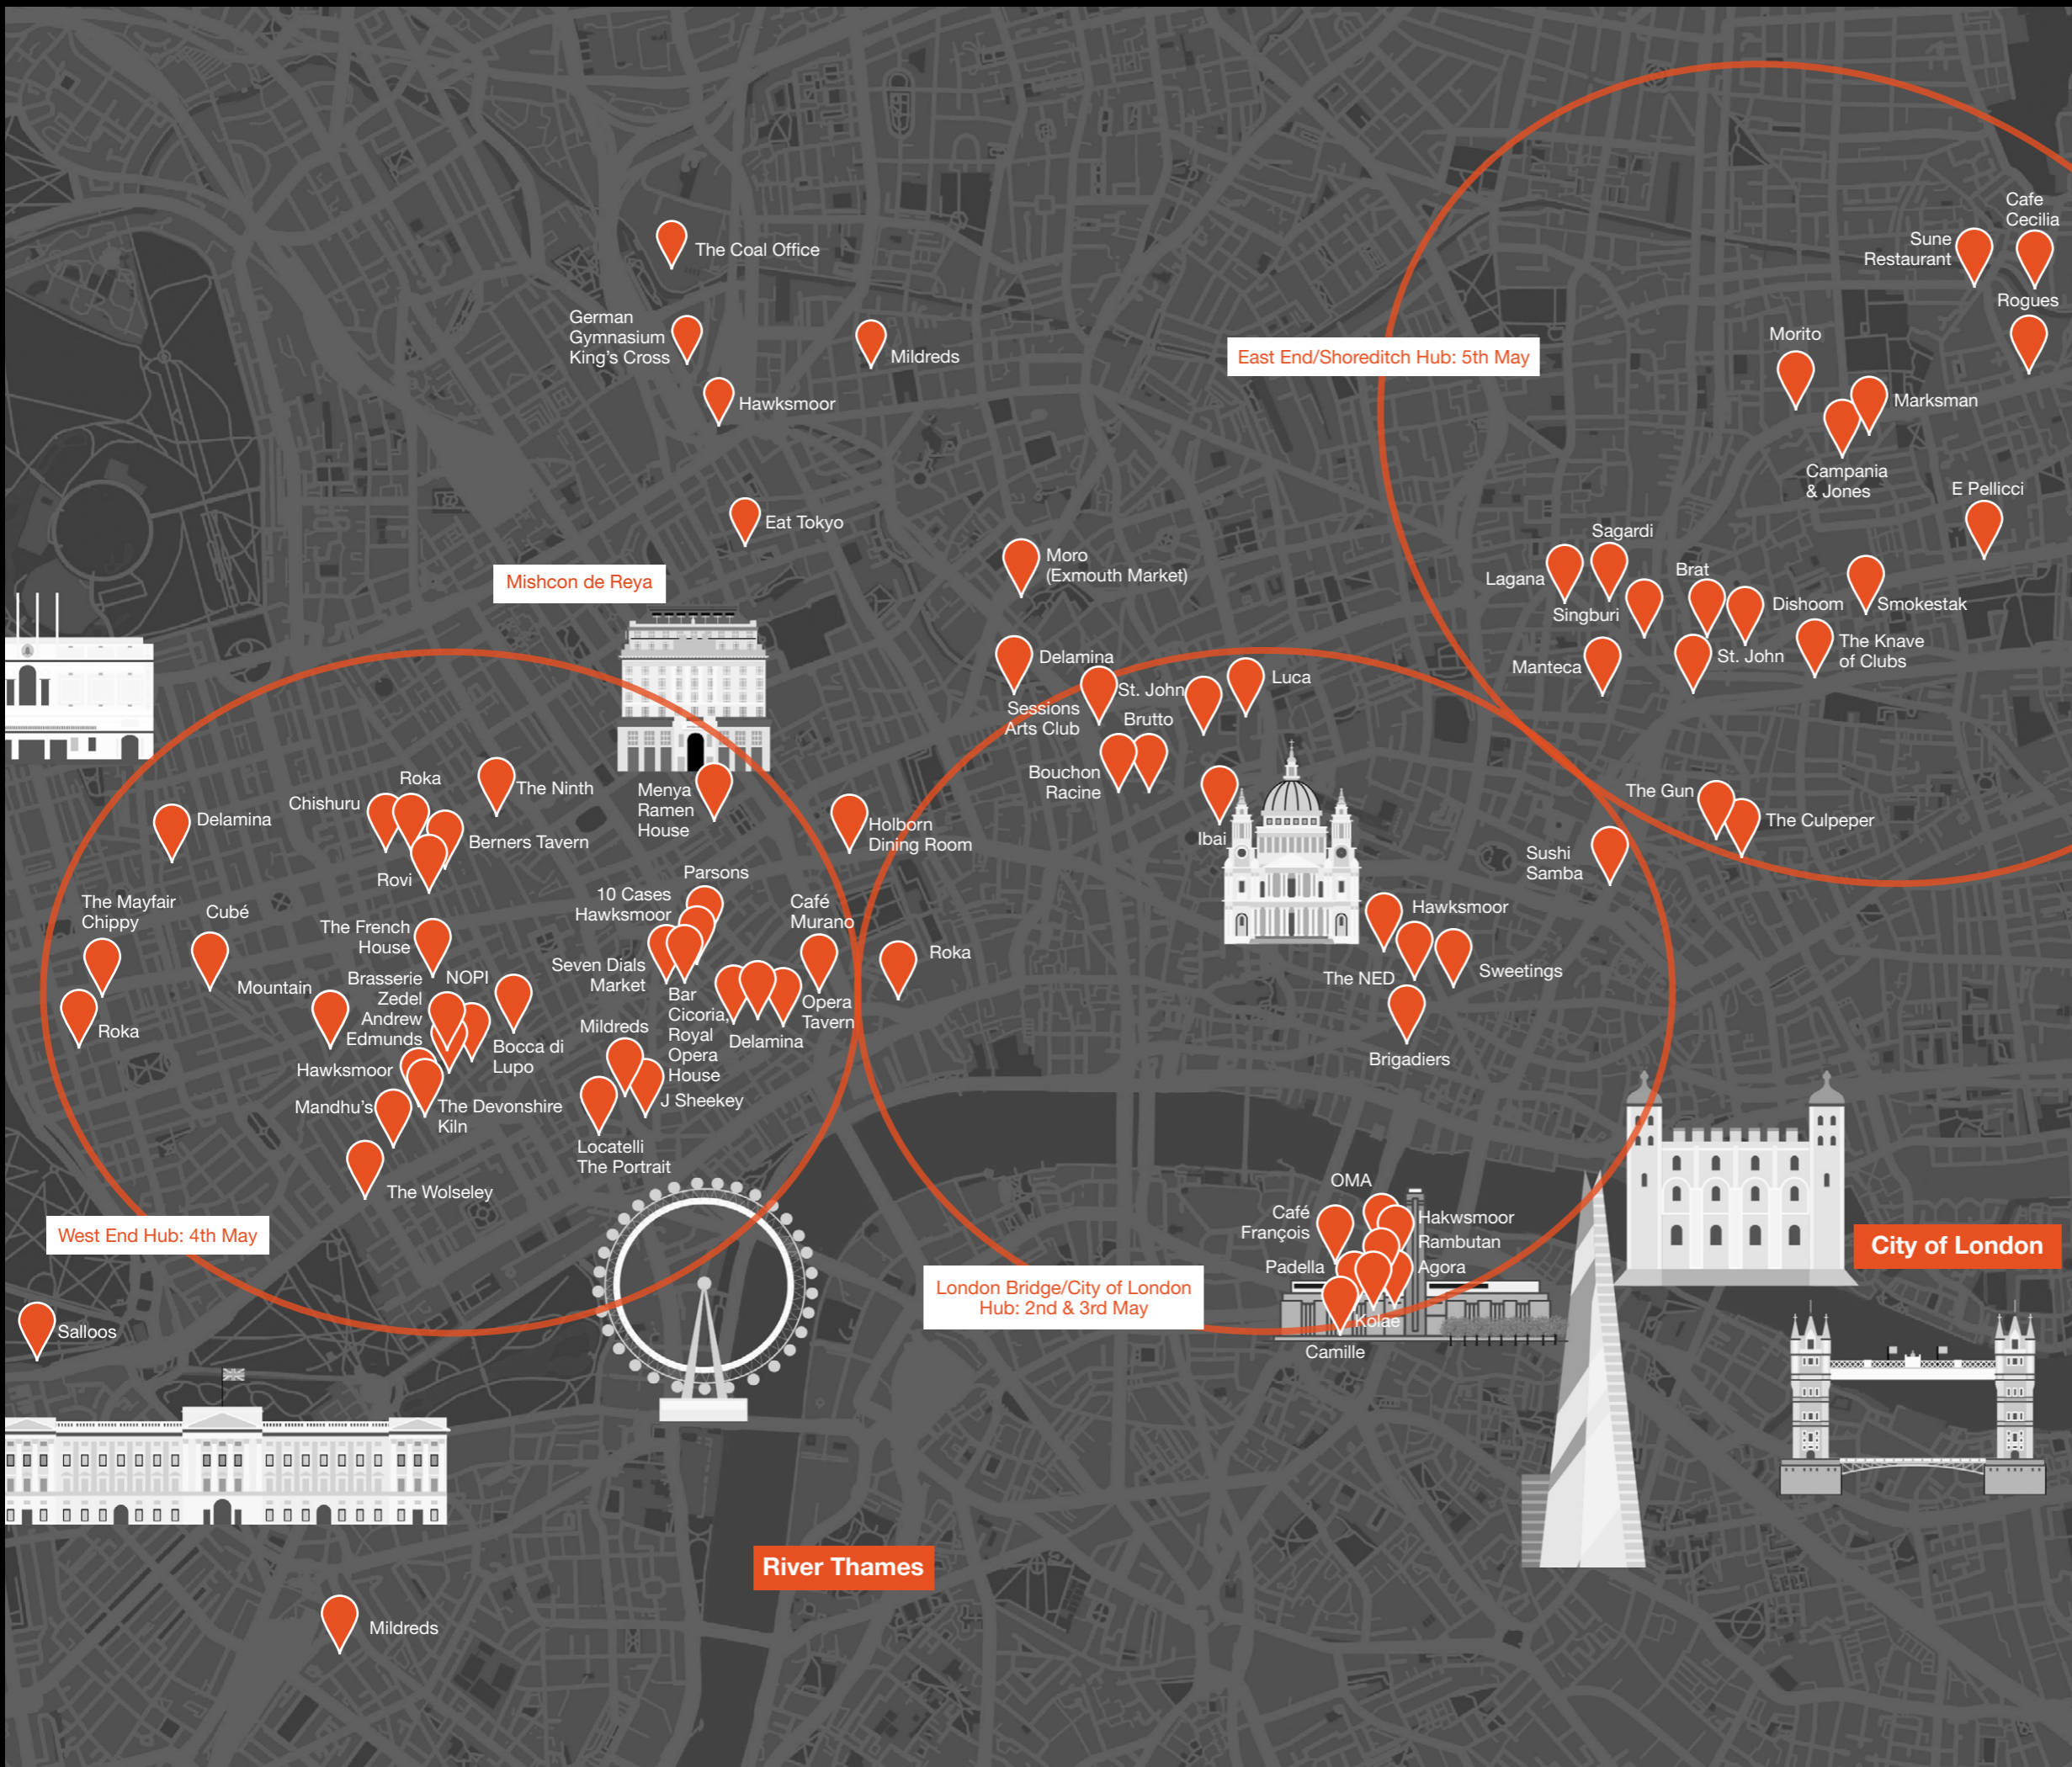 Cafe
Cecilia
Sune
Restaurant
The Coal Office
Rogues
German
Gymnasium
King's Cross
Mildreds
Morito
East End/Shoreditch Hub: 5th May
Hawksmoor
Marksman
Campania
& Jones
E Pellicci
Eat Tokyo
Sagardi
Moro
(Exmouth Market)
Brat
Lagana
Mishcon de Reya
Singburi
Dishoom
Smokestak
The Knave
of Clubs
Delamina
St. John
Manteca
Luca
St. John
Sessions
Arts Club
Brutto
Bouchon
Racine
Roka
The Ninth
Menya
Ramen
House
Chishuru
The Gun
Delamina
The Culpeper
Holborn
Dining Room
Berners Tavern
Ibai
Sushi
Samba
Rovi
Parsons
10 Cases
Hawksmoor
The Mayfair
Chippy
Cubé
Café
Murano
Hawksmoor
The French
House
Roka
Seven Dials
Market
Sweetings
The NED
Brasserie
Zedel
NOPI
Mountain
Andrew
Edmunds
Bar
Cicoria,
Royal
Opera
House
Opera
Tavern
Roka
Mildreds
Delamina
Bocca di
Lupo
Brigadiers
Hawksmoor
Mandhu's
The Devonshire
Kiln
J Sheekey
Locatelli
The Portrait
OMA
The Wolseley
Café
François
Hakwsmoor
Rambutan
West End Hub: 4th May
City of London
Padella
Agora
London Bridge/City of London
Hub: 2nd & 3rd May
Kolae
Salloos
Camille
River Thames
Mildreds